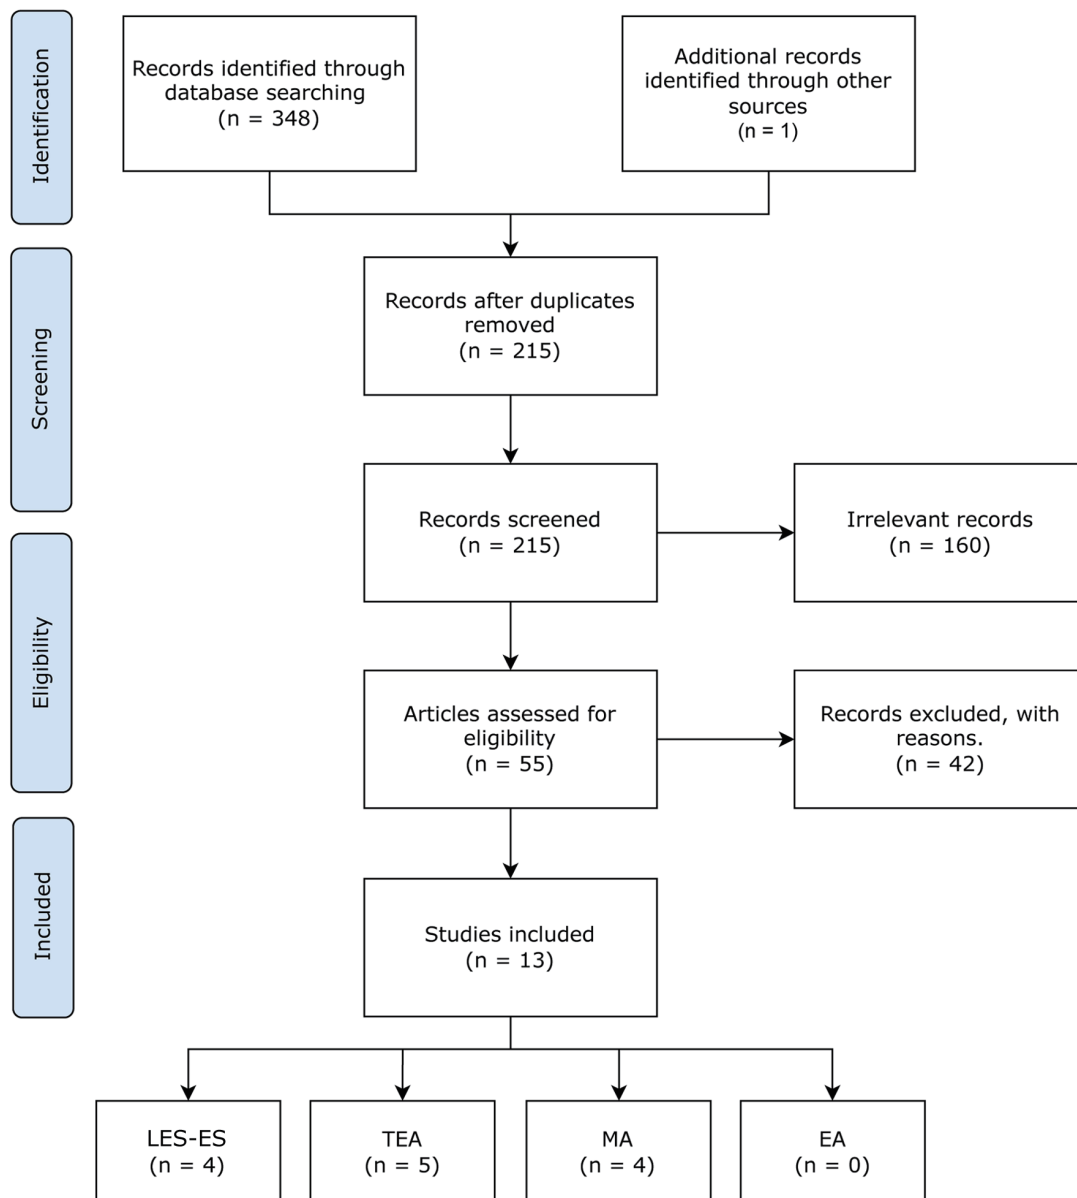 Identification
Records identified through
database searching
(n = 348)
Additional records
identified through other
sources
(n = 1)
Screening
Records after duplicates
removed
(n = 215)
Records screened
(n = 215)
Irrelevant records
(n = 160)
Eligibility
Articles assessed for
eligibility
(n = 55)
Records excluded, with
reasons.
(n = 42)
Included
Studies included
(n = 13)
LES-ES
(n = 4)
TEA
(n = 5)
MA
(n = 4)
EA
(n = 0)